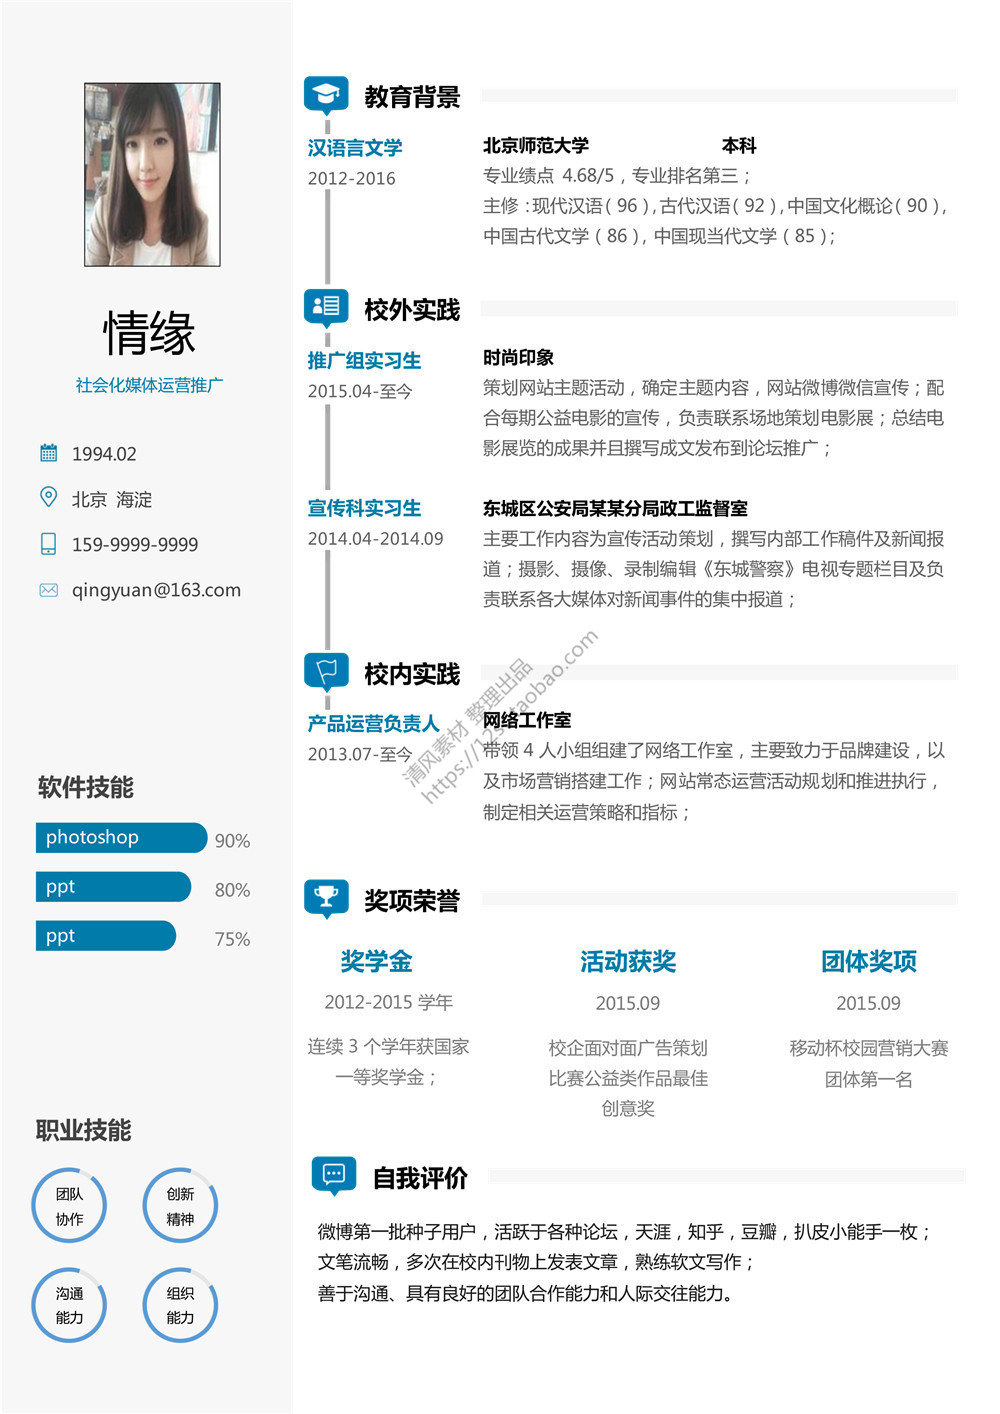 情缘
社会化媒体运营推广
1994.02
北京 海淀
159-9999-9999
qingyuan@163.com
软件技能
photoshop 90%
ppt 80%
ppt 75%
职业技能
团队
协作
创新
精神
沟通
能力
组织
能力
教育背景
汉语言文学
2012-2016
北京师范大学 本科
专业绩点 4.68/5，专业排名第三；
主修：现代汉语（96），古代汉语（92），中国文化概论（90），
中国古代文学（86），中国现当代文学（85）；
校外实践
推广组实习生
2015.04-至今
时尚印象
策划网站主题活动，确定主题内容，网站微博微信宣传；配
合每期公益电影的宣传，负责联系场地策划电影展；总结电
影展览的成果并且撰写成文发布到论坛推广；
宣传科实习生
2014.04-2014.09
东城区公安局某某分局政工监督室
主要工作内容为宣传活动策划，撰写内部工作稿件及新闻报
道；摄影、摄像、录制编辑《东城警察》电视专题栏目及负
责联系各大媒体对新闻事件的集中报道；
校内实践
产品运营负责人
2013.07-至今
网络工作室
带领 4 人小组组建了网络工作室，主要致力于品牌建设，以
及市场营销搭建工作；网站常态运营活动规划和推进执行，
制定相关运营策略和指标；
清风素材 整理出品
奖项荣誉
奖学金
2012-2015 学年
连续 3 个学年获国家
一等奖学金；
活动获奖
2015.09
校企面对面广告策划
比赛公益类作品最佳
创意奖
团体奖项
2015.09
移动杯校园营销大赛
团体第一名
自我评价
微博第一批种子用户，活跃于各种论坛，天涯，知乎，豆瓣，扒皮小能手一枚；
文笔流畅，多次在校内刊物上发表文章，熟练软文写作；
善于沟通、具有良好的团队合作能力和人际交往能力。